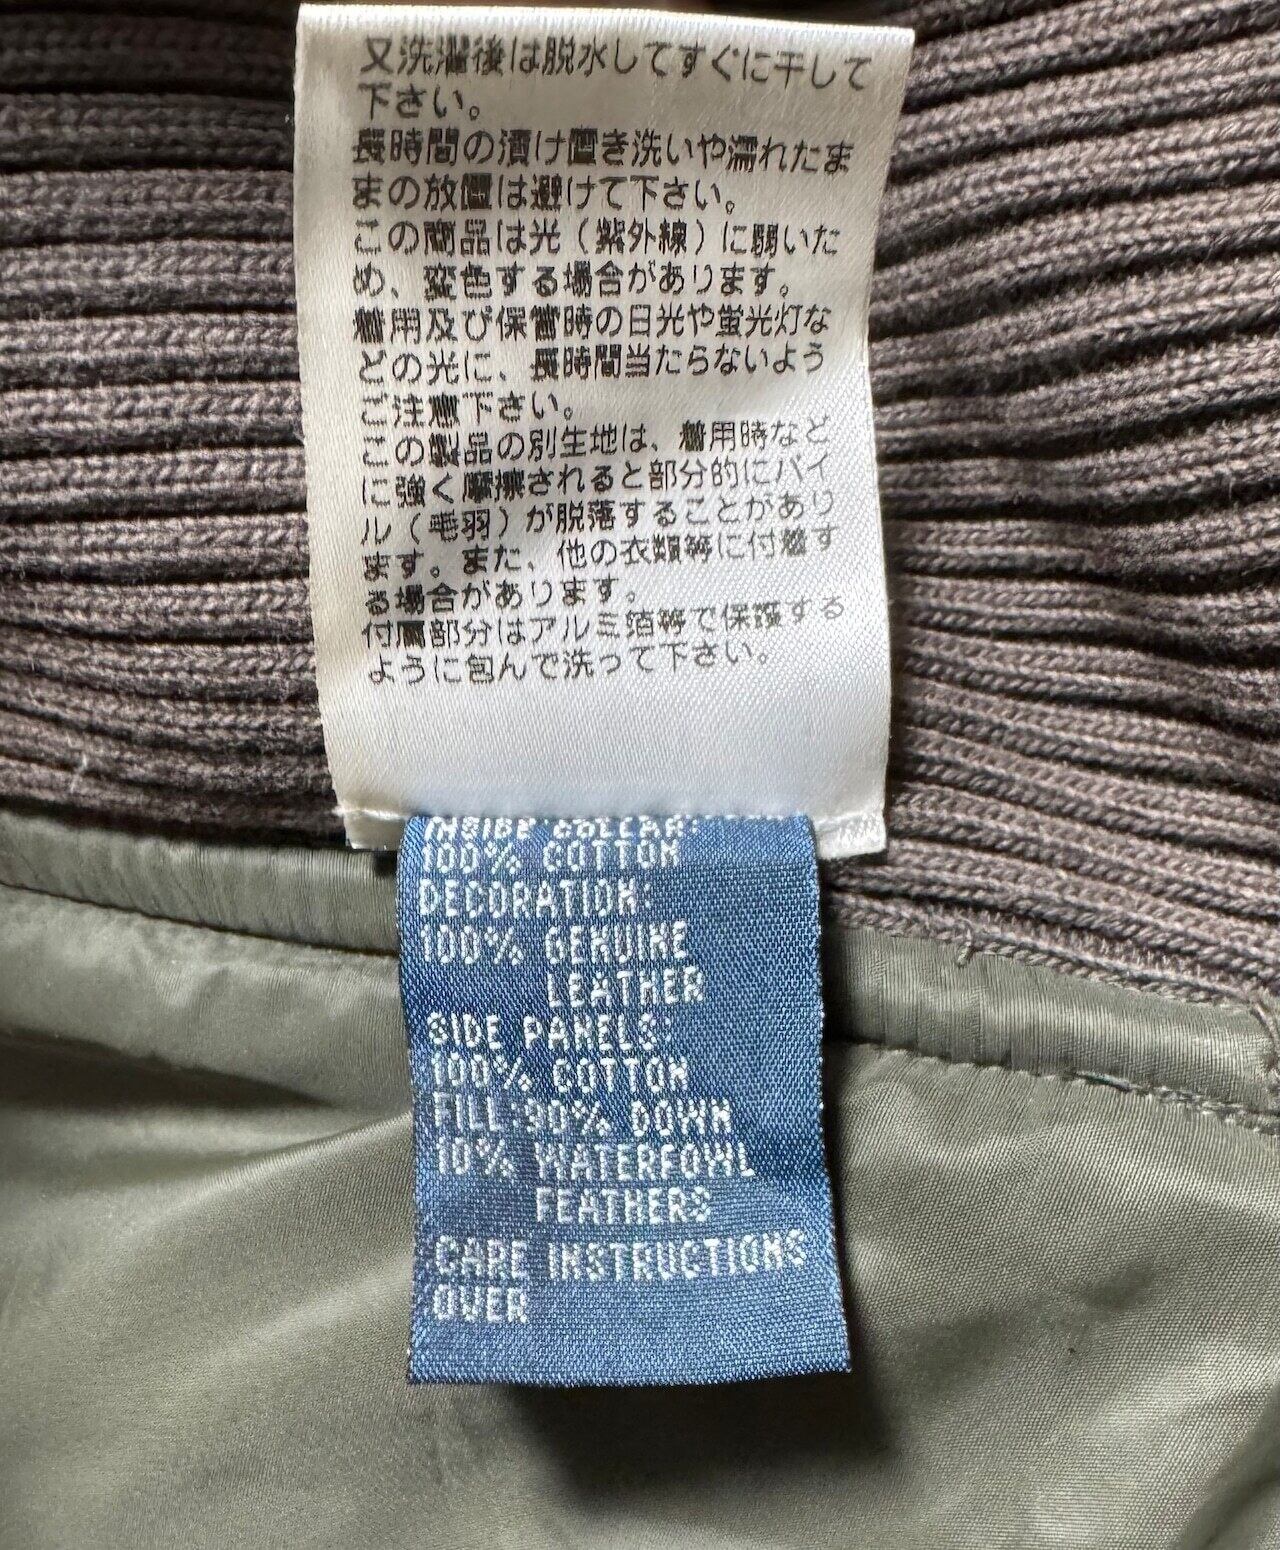 又洗濯後は脱水してすぐに干して
下さい。
長時間の漬け置き洗いや濡れたま
まの放置は避けて下さい。
この商品は光(紫外線)に弱いた
め、変色する場合があります。
着用及び保管時の日光や蛍光灯な
どの光に、長時間当たらないよう
ご注意下さい。
この製品の別生地は、着用時など
に強く摩擦されると部分的にパイ
ル(毛羽)が脱落することがあり
ます。また、他の衣類等に付着す
る場合があります。
付属部分はアルミ箔等で保護する
ように包んで洗って下さい。
INSIDE COLLAR:
100% COTTON
DECORATION:
100% GENUINE
LEATHER
SIDE PANELS:
100% COTTON
FILL:90% DOWN
10% WATERFOWL
FEATHERS
CARE INSTRUCTIONS
OVER